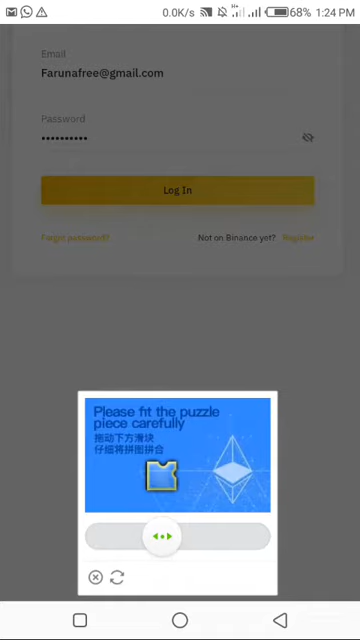 0.0K/s 68% 1:24 PM
Email
Farunafree@gmail.com
Password
••••••••••
Log In
Forgot password?
Not on Binance yet? Register
Please fit the puzzle
piece carefully
拖动下方滑块
仔细将拼图拼合